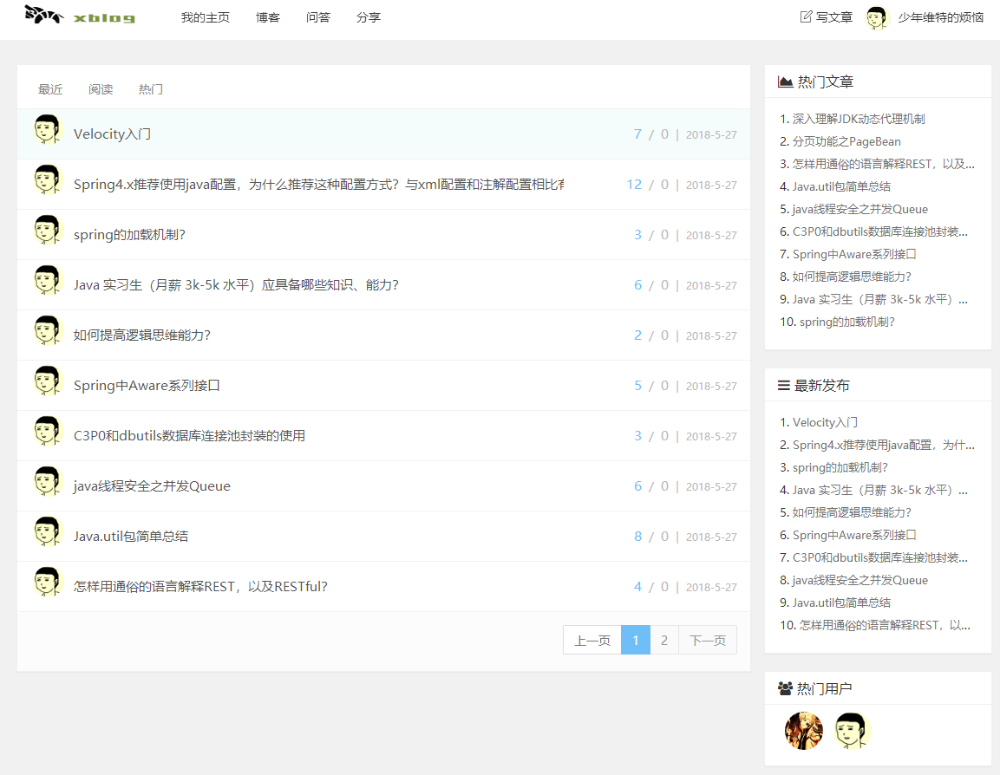 xblog 我的主页 博客 问答 分享 写文章 少年维特的烦恼
最近 阅读 热门
Velocity入门 7 / 0 | 2018-5-27
Spring4.x推荐使用java配置，为什么推荐这种配置方式？与xml配置和注解配置相比 12 / 0 | 2018-5-27
spring的加载机制？ 3 / 0 | 2018-5-27
Java 实习生（月薪 3k-5k 水平）应具备哪些知识、能力？ 6 / 0 | 2018-5-27
如何提高逻辑思维能力？ 2 / 0 | 2018-5-27
Spring中Aware系列接口 5 / 0 | 2018-5-27
C3P0和dbutils数据库连接池封装的使用 3 / 0 | 2018-5-27
java线程安全之并发Queue 6 / 0 | 2018-5-27
Java.util包简单总结 8 / 0 | 2018-5-27
怎样用通俗的语言解释REST，以及RESTful？ 4 / 0 | 2018-5-27
上一页 1 2 下一页
热门文章
1. 深入理解JDK动态代理机制
2. 分页功能之PageBean
3. 怎样用通俗的语言解释REST，以及...
4. Java.util包简单总结
5. java线程安全之并发Queue
6. C3P0和dbutils数据库连接池封装...
7. Spring中Aware系列接口
8. 如何提高逻辑思维能力？
9. Java 实习生（月薪 3k-5k 水平）...
10. spring的加载机制？
最新发布
1. Velocity入门
2. Spring4.x推荐使用java配置，为什...
3. spring的加载机制？
4. Java 实习生（月薪 3k-5k 水平）...
5. 如何提高逻辑思维能力？
6. Spring中Aware系列接口
7. C3P0和dbutils数据库连接池封装...
8. java线程安全之并发Queue
9. Java.util包简单总结
10. 怎样用通俗的语言解释REST，以...
热门用户